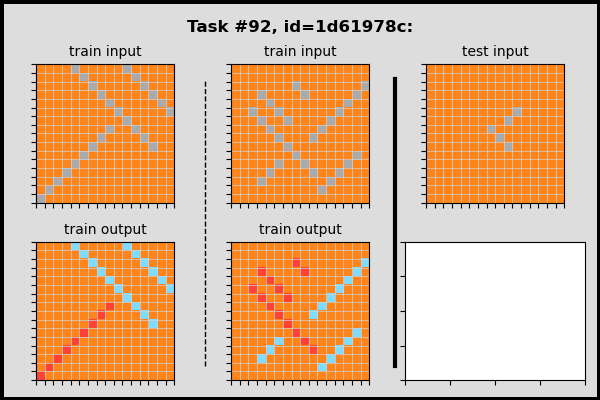 Task #92, id=1d61978c:
train input
train input
test input
train output
train output